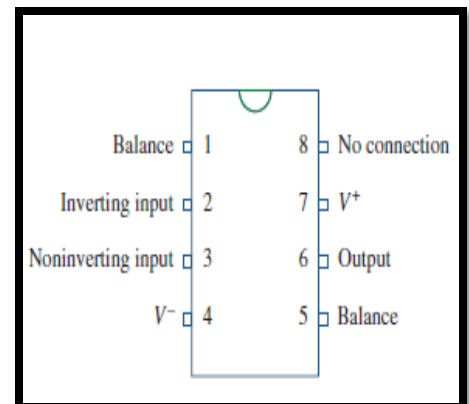 Balance 1 8 No connection
Inverting input 2 7 V⁺
Noninverting input 3 6 Output
V⁻ 4 5 Balance